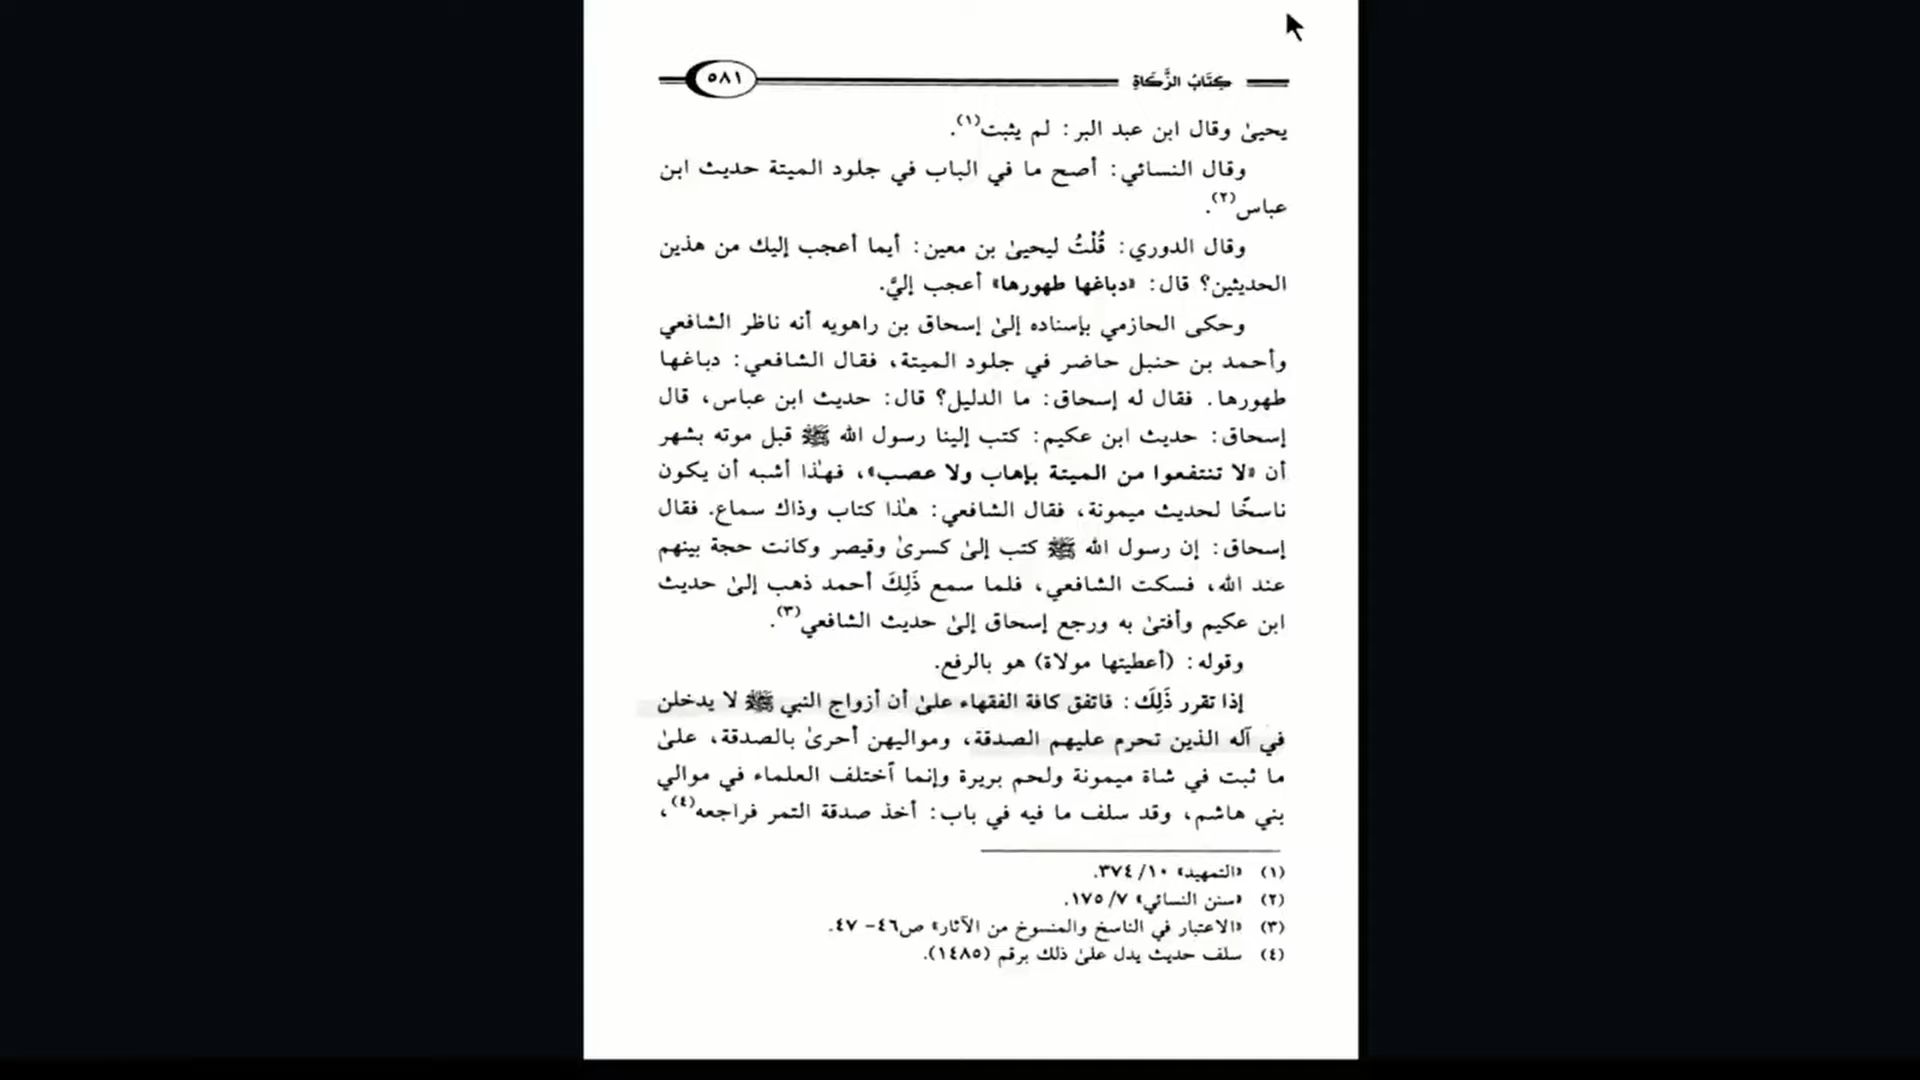 كِتَابُ الزَّكَاةِ ٥٨١
يحيىٰ وقال ابن عبد البر: لم يثبت(١).
وقال النسائي: أصح ما في الباب في جلود الميتة حديث ابن
عباس(٢).
وقال الدوري: قُلْتُ ليحيىٰ بن معين: أيما أعجب إليك من هذين
الحديثين؟ قال: «دباغها طهورها» أعجب إليَّ.
وحكى الحازمي بإسناده إلىٰ إسحاق بن راهويه أنه ناظر الشافعي
وأحمد بن حنبل حاضر في جلود الميتة، فقال الشافعي: دباغها
طهورها. فقال له إسحاق: ما الدليل؟ قال: حديث ابن عباس، قال
إسحاق: حديث ابن عكيم: كتب إلينا رسول الله ﷺ قبل موته بشهر
أن «لا تنتفعوا من الميتة بإهاب ولا عصب»، فهٰذا أشبه أن يكون
ناسخًا لحديث ميمونة، فقال الشافعي: هٰذا كتاب وذاك سماع. فقال
إسحاق: إن رسول الله ﷺ كتب إلىٰ كسرىٰ وقيصر وكانت حجة بينهم
عند الله، فسكت الشافعي، فلما سمع ذَلِكَ أحمد ذهب إلىٰ حديث
ابن عكيم وأفتىٰ به ورجع إسحاق إلىٰ حديث الشافعي(٣).
وقوله: (أعطيتها مولاة) هو بالرفع.
إذا تقرر ذَلِكَ: فاتفق كافة الفقهاء علىٰ أن أزواج النبي ﷺ لا يدخلن
في آله الذين تحرم عليهم الصدقة، ومواليهن أحرىٰ بالصدقة، علىٰ
ما ثبت في شاة ميمونة ولحم بريرة وإنما ٱختلف العلماء في موالي
بني هاشم، وقد سلف ما فيه في باب: أخذ صدقة التمر فراجعه(٤)،
(١) «التمهيد» ١٠/ ٣٧٤.
(٢) «سنن النسائي» ٧/ ١٧٥.
(٣) «الاعتبار في الناسخ والمنسوخ من الآثار» ص٤٦- ٤٧.
(٤) سلف حديث يدل علىٰ ذلك برقم (١٤٨٥).